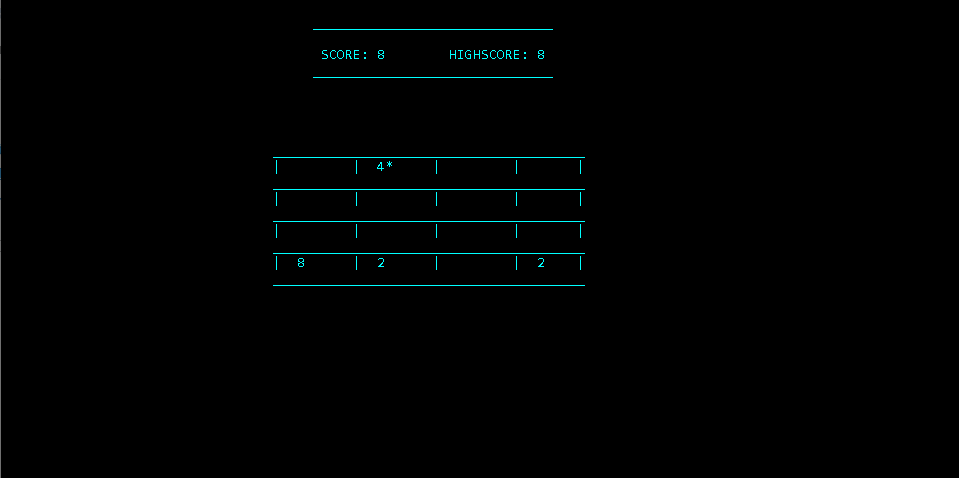 SCORE: 8 HIGHSCORE: 8
| | 4* | | |
| | | | |
| | | | |
| 8 | 2 | | 2 |